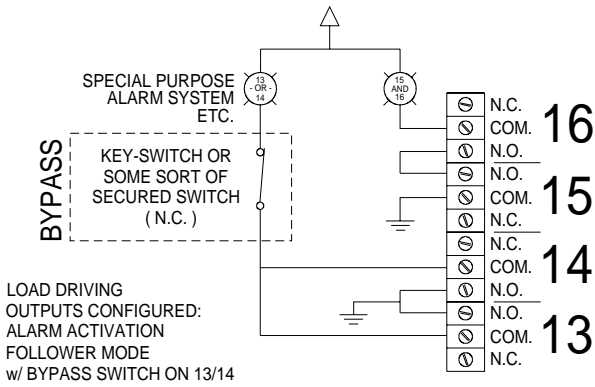 13
- OR -
14
15
AND
16
SPECIAL PURPOSE
ALARM SYSTEM
ETC.
BYPASS
KEY-SWITCH OR
SOME SORT OF
SECURED SWITCH
( N.C. )
LOAD DRIVING
OUTPUTS CONFIGURED:
ALARM ACTIVATION
FOLLOWER MODE
w/ BYPASS SWITCH ON 13/14
N.C.
COM.
N.O.
16
N.O.
COM.
N.C.
15
N.C.
COM.
N.O.
14
N.O.
COM.
N.C.
13